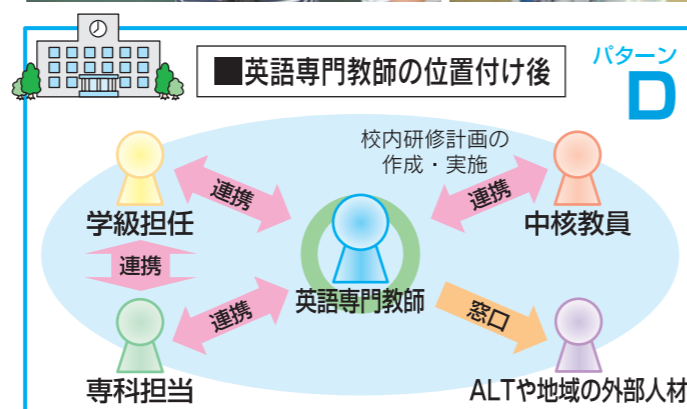 ■英語専門教師の位置付け後
パターン
D
校内研修計画の
作成・実施
連携
連携
学級担任
中核教員
連携
英語専門教師
連携
窓口
専科担当
ALTや地域の外部人材